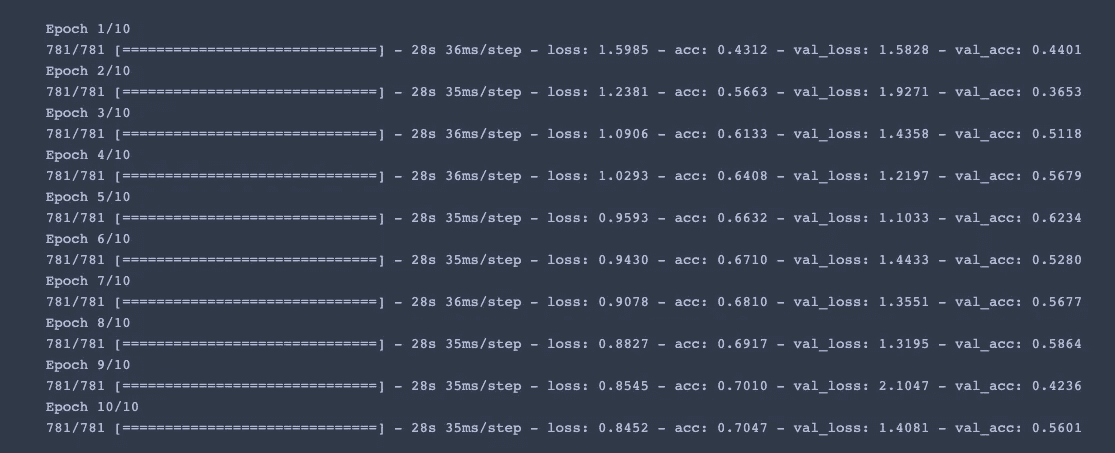 Epoch 1/10
781/781 [==============================] - 28s 36ms/step - loss: 1.5985 - acc: 0.4312 - val_loss: 1.5828 - val_acc: 0.4401
Epoch 2/10
781/781 [==============================] - 28s 35ms/step - loss: 1.2381 - acc: 0.5663 - val_loss: 1.9271 - val_acc: 0.3653
Epoch 3/10
781/781 [==============================] - 28s 36ms/step - loss: 1.0906 - acc: 0.6133 - val_loss: 1.4358 - val_acc: 0.5118
Epoch 4/10
781/781 [==============================] - 28s 36ms/step - loss: 1.0293 - acc: 0.6408 - val_loss: 1.2197 - val_acc: 0.5679
Epoch 5/10
781/781 [==============================] - 28s 35ms/step - loss: 0.9593 - acc: 0.6632 - val_loss: 1.1033 - val_acc: 0.6234
Epoch 6/10
781/781 [==============================] - 28s 35ms/step - loss: 0.9430 - acc: 0.6710 - val_loss: 1.4433 - val_acc: 0.5280
Epoch 7/10
781/781 [==============================] - 28s 36ms/step - loss: 0.9078 - acc: 0.6810 - val_loss: 1.3551 - val_acc: 0.5677
Epoch 8/10
781/781 [==============================] - 28s 35ms/step - loss: 0.8827 - acc: 0.6917 - val_loss: 1.3195 - val_acc: 0.5864
Epoch 9/10
781/781 [==============================] - 28s 35ms/step - loss: 0.8545 - acc: 0.7010 - val_loss: 2.1047 - val_acc: 0.4236
Epoch 10/10
781/781 [==============================] - 28s 35ms/step - loss: 0.8452 - acc: 0.7047 - val_loss: 1.4081 - val_acc: 0.5601